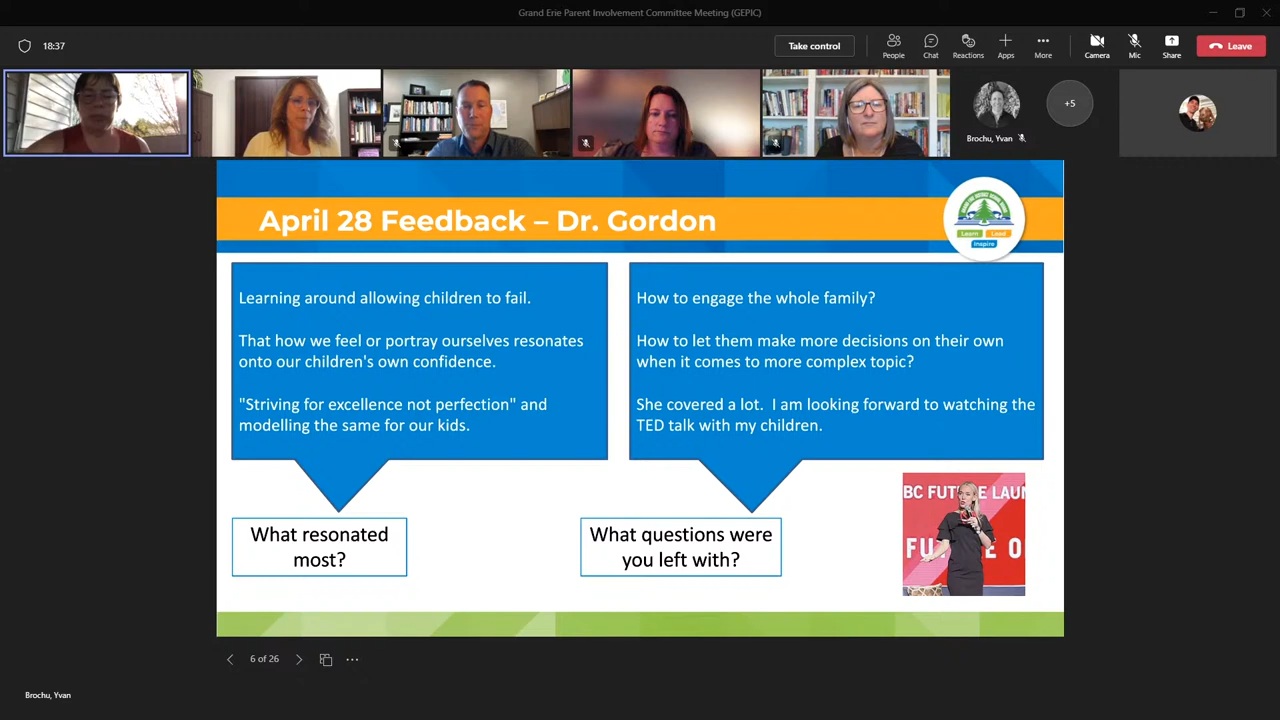 Grand Erie Parent Involvement Committee Meeting (GEPIC)
18:37
Take control
People
Chat
Reactions
Apps
More
Camera
Mic
Share
Leave
Brochu, Yvan
+5
April 28 Feedback – Dr. Gordon
Learn
Lead
Inspire
Learning around allowing children to fail.
That how we feel or portray ourselves resonates
onto our children's own confidence.
"Striving for excellence not perfection" and
modelling the same for our kids.
How to engage the whole family?
How to let them make more decisions on their own
when it comes to more complex topic?
She covered a lot. I am looking forward to watching the
TED talk with my children.
What resonated
most?
What questions were
you left with?
BC FUTURE LAUN
FUTURE O
6 of 26
Brochu, Yvan